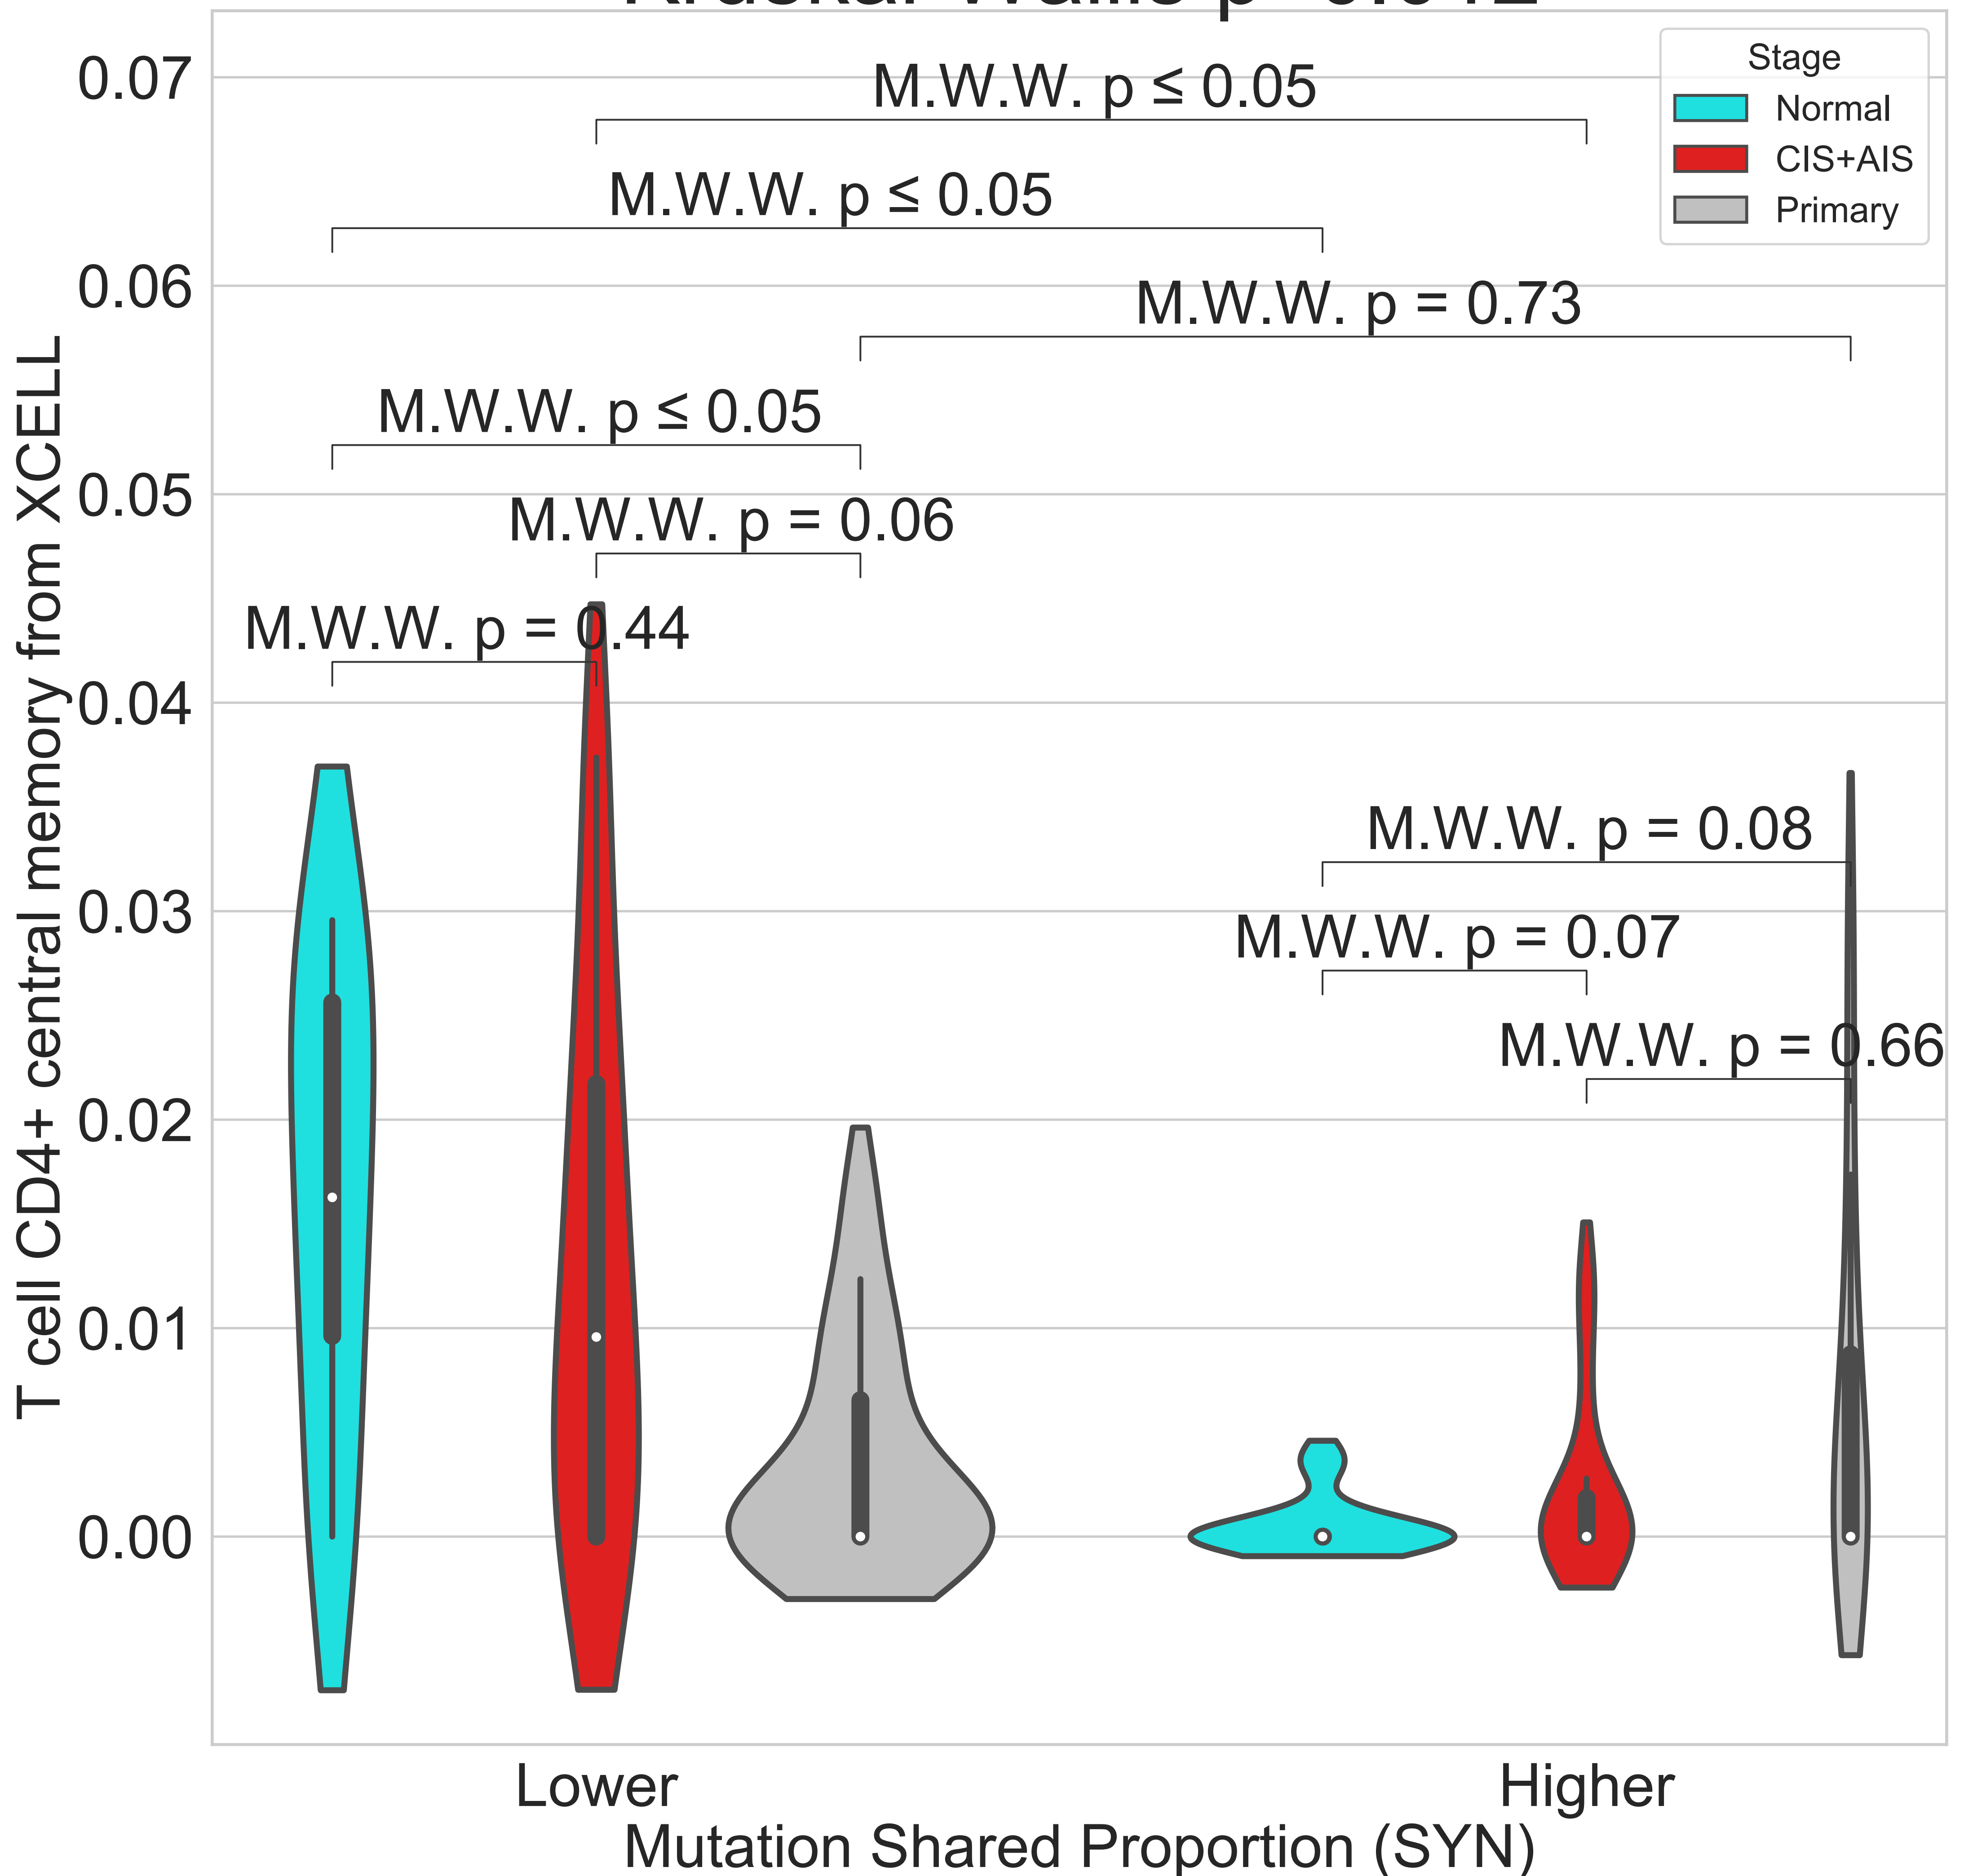 M.W.W. p ≤ 0.05
M.W.W. p ≤ 0.05
M.W.W. p = 0.73
M.W.W. p ≤ 0.05
M.W.W. p = 0.06
M.W.W. p = 0.44
M.W.W. p = 0.08
M.W.W. p = 0.07
M.W.W. p = 0.66
Stage
Normal
CIS+AIS
Primary
T cell CD4+ central memory from XCELL
0.07
0.06
0.05
0.04
0.03
0.02
0.01
0.00
Lower
Higher
Mutation Shared Proportion (SYN)